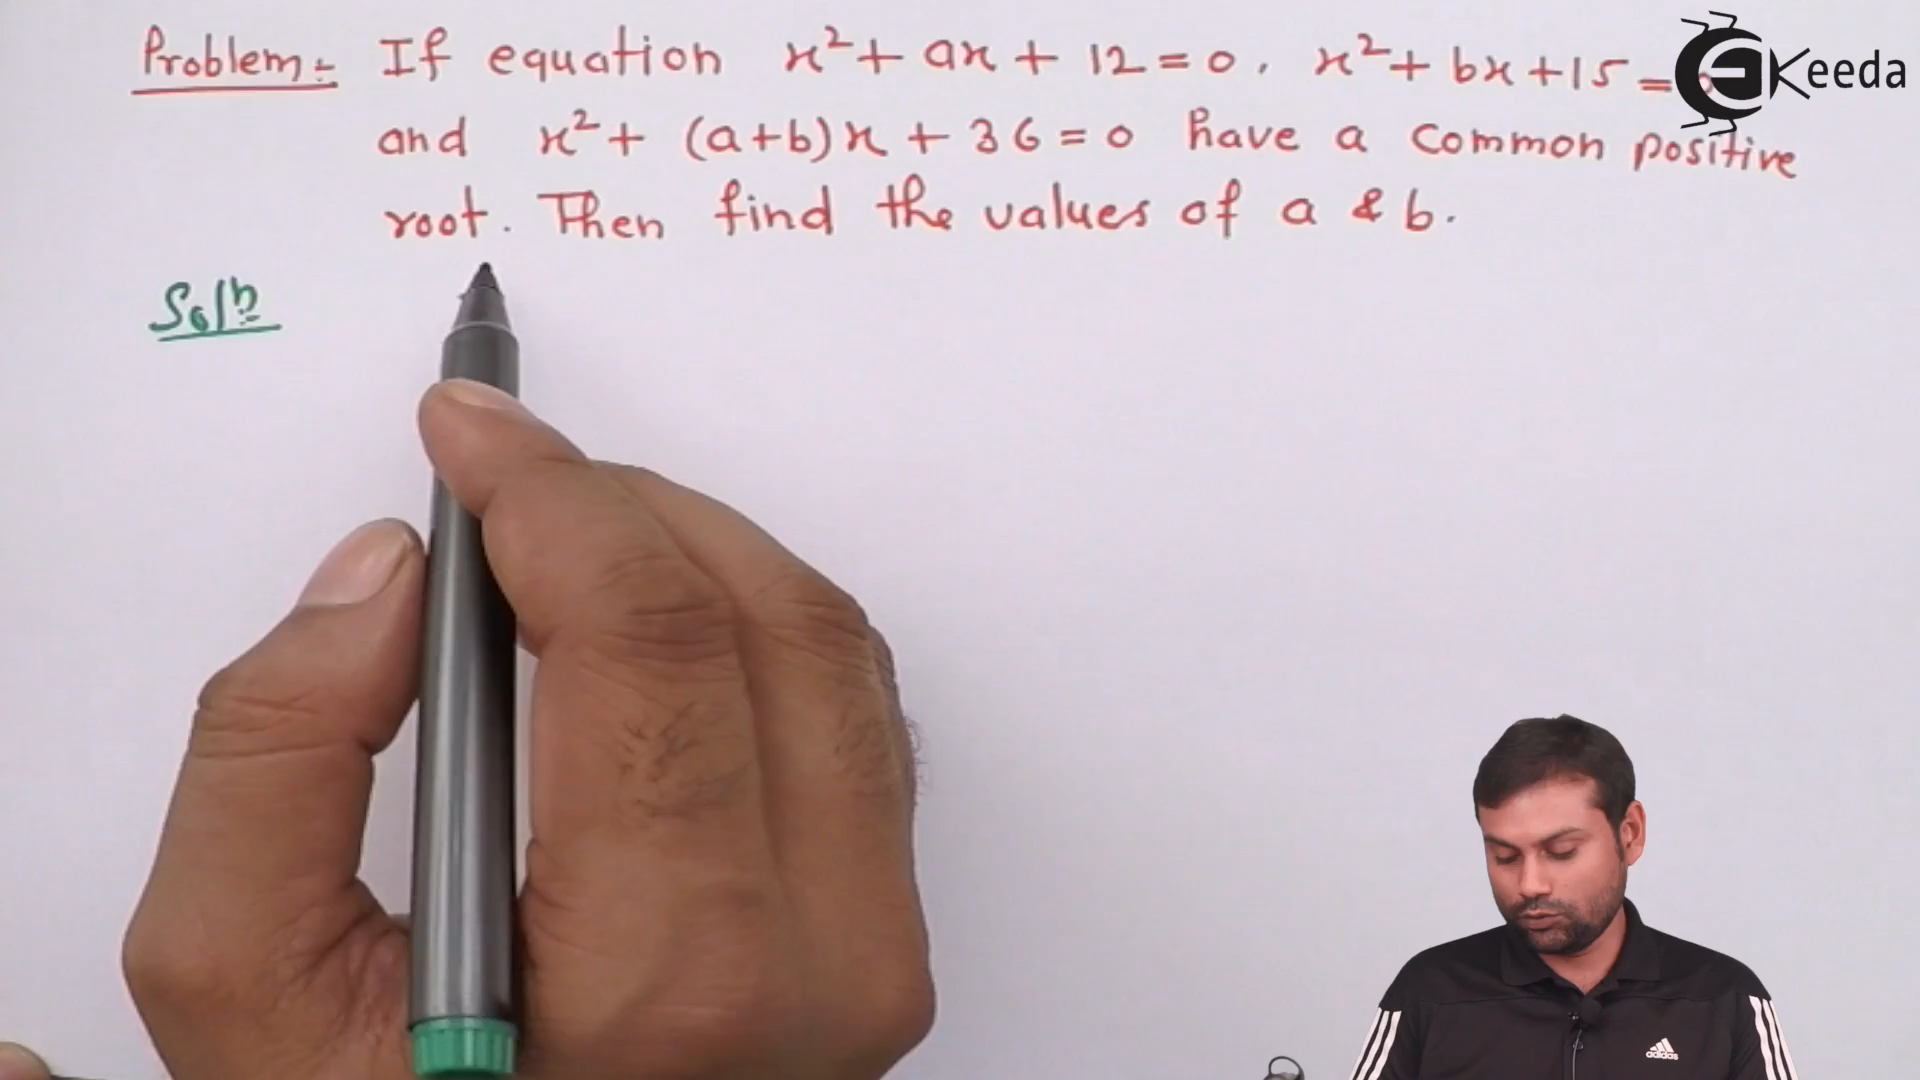 Problem:- If equation x²+ ax + 12 = 0, x²+ bx +15 =
and x²+ (a+b)x + 36 = 0 have a common positive
root. Then find the values of a & b.
Solⁿ
Keeda
adidas